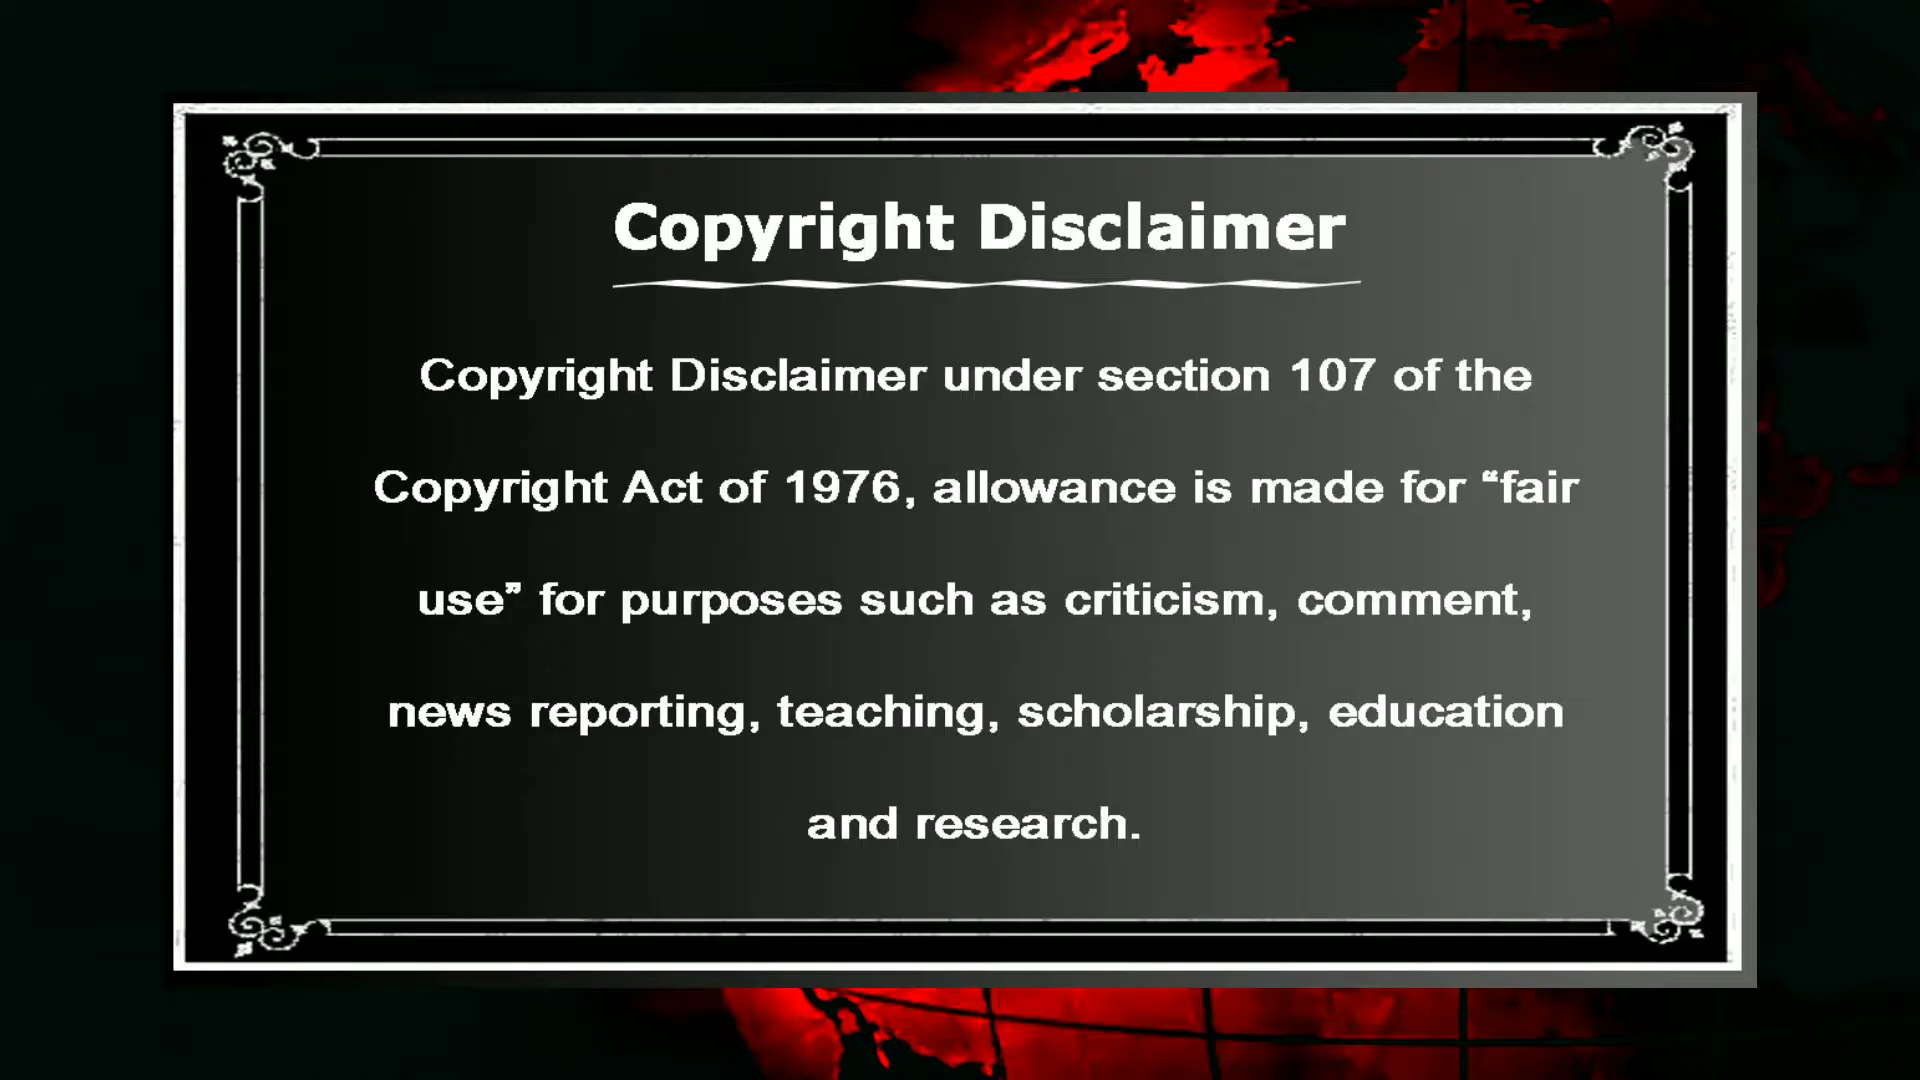 Copyright Disclaimer
Copyright Disclaimer under section 107 of the
Copyright Act of 1976, allowance is made for “fair
use” for purposes such as criticism, comment,
news reporting, teaching, scholarship, education
and research.